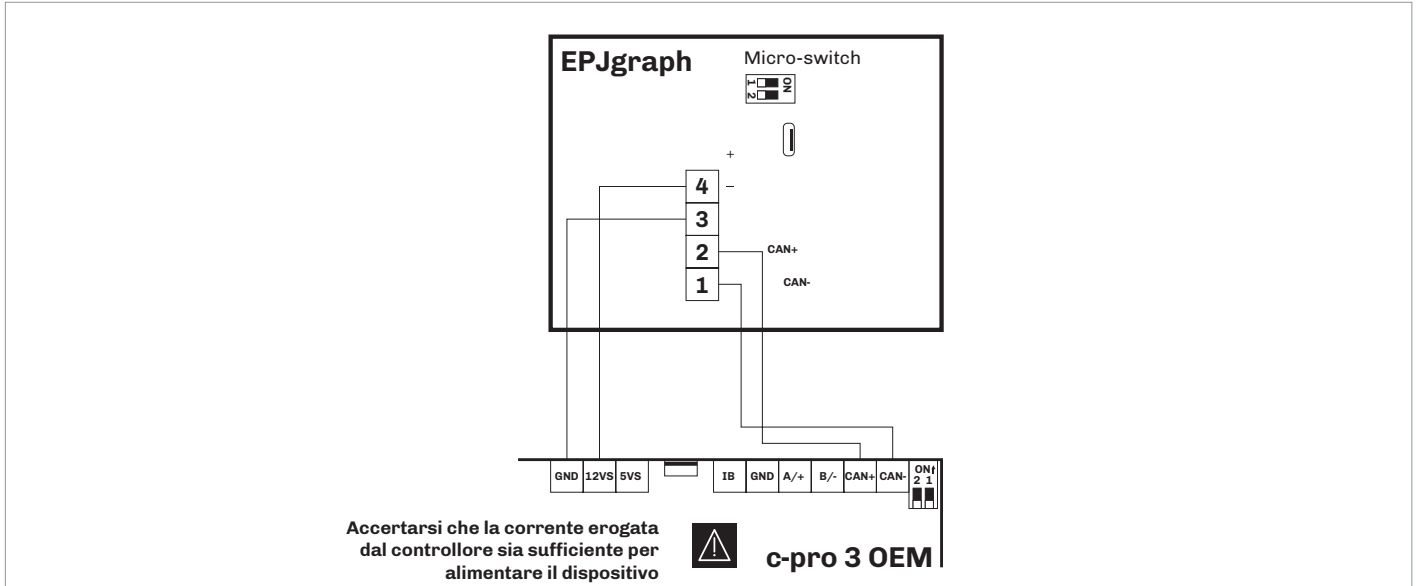 EPJgraph
Micro-switch
1 ON
2
+
4 –
3
2 CAN+
1 CAN-
GND 12VS 5VS IB GND A/+ B/- CAN+ CAN- ON↑
2 1
Accertarsi che la corrente erogata
dal controllore sia sufficiente per
alimentare il dispositivo
c-pro 3 OEM